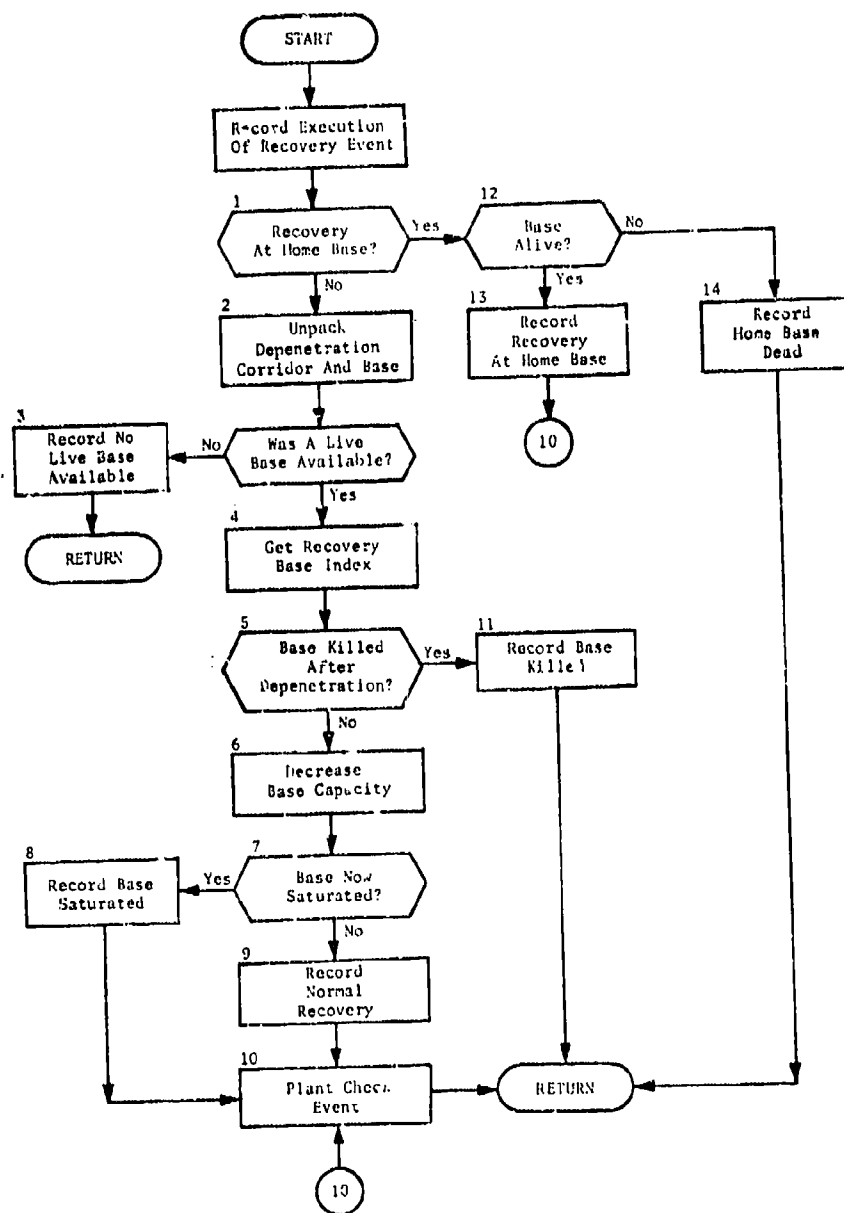 START
Record Execution
Of Recovery Event
1
Recovery
At Home Base?
Yes
12
Base
Alive?
No
No
Yes
2
Unpack
Depenetration
Corridor And Base
13
Record
Recovery
At Home Base
14
Record
Home Base
Dead
10
3
Record No
Live Base
Available
No
Was A Live
Base Available?
Yes
RETURN
4
Get Recovery
Base Index
5
Base Killed
After
Depenetration?
Yes
11
Record Base
Killed
No
6
Decrease
Base Capacity
7
Base Now
Saturated?
Yes
8
Record Base
Saturated
No
9
Record
Normal
Recovery
10
Plant Check
Event
RETURN
10